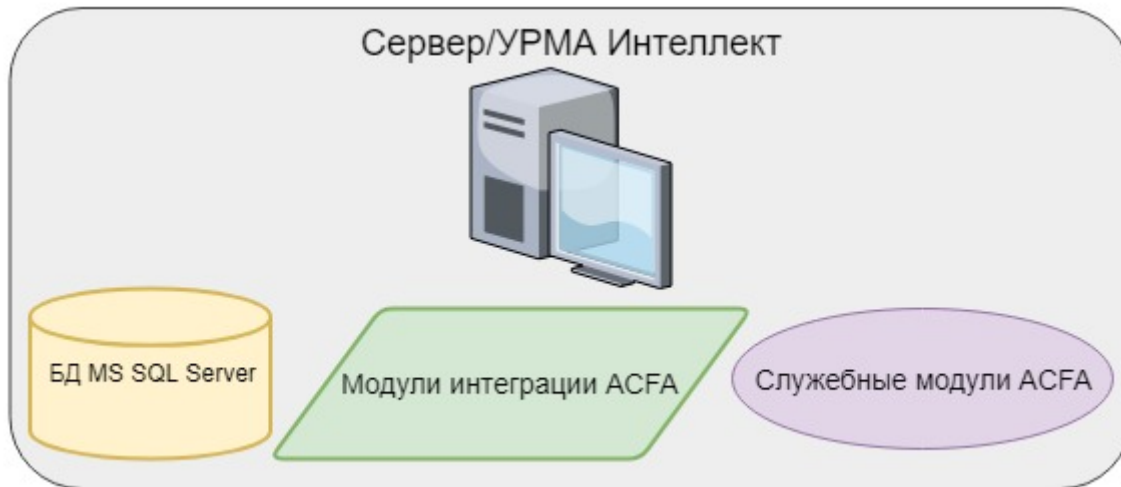 Сервер/УРМА Интеллект
БД MS SQL Server
Модули интеграции ACFA
Служебные модули ACFA